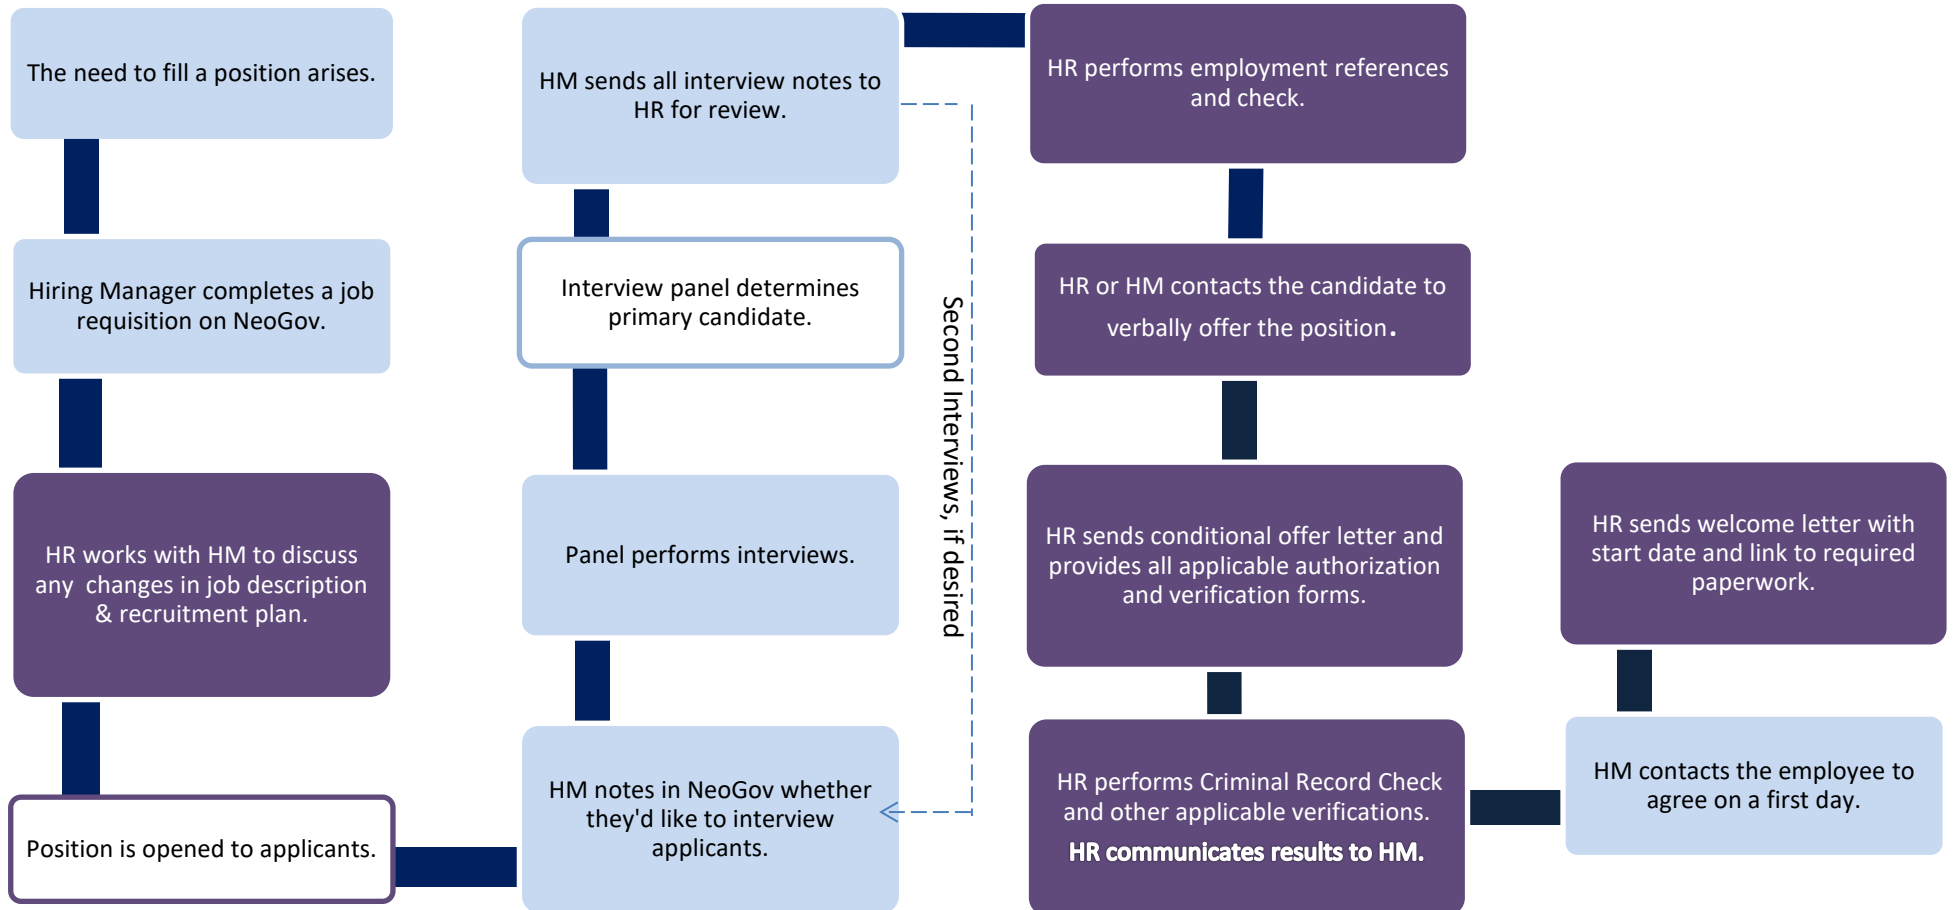 The need to fill a position arises.
Hiring Manager completes a job
requisition on NeoGov.
HR works with HM to discuss
any  changes in job description
& recruitment plan.
Position is opened to applicants.
HM notes in NeoGov whether
they'd like to interview
applicants.
Panel performs interviews.
Interview panel determines
primary candidate.
HM sends all interview notes to
HR for review.
Second Interviews, if desired
HR performs employment references
and check.
HR or HM contacts the candidate to
verbally offer the position.
HR sends conditional offer letter and
provides all applicable authorization
and verification forms.
HR performs Criminal Record Check
and other applicable verifications.
HR communicates results to HM.
HM contacts the employee to
agree on a first day.
HR sends welcome letter with
start date and link to required
paperwork.